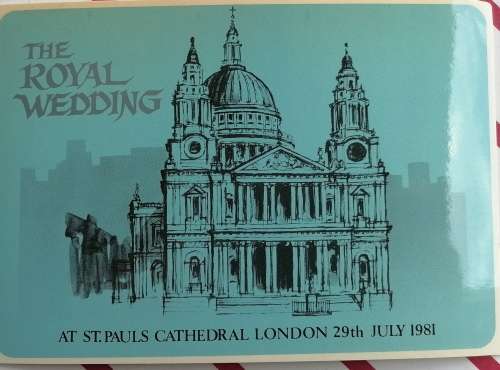 THE
ROYAL
WEDDING
AT ST. PAULS CATHEDRAL LONDON 29th JULY 1981